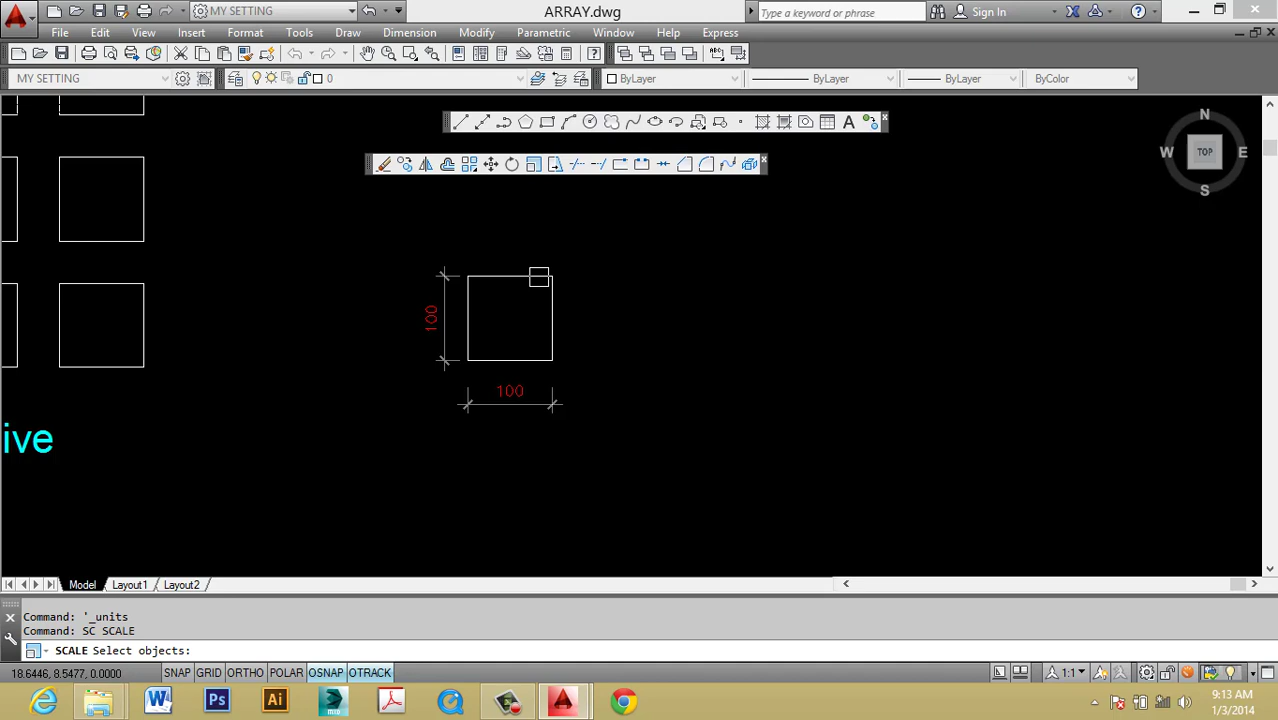 MY SETTING
ARRAY.dwg
Type a keyword or phrase
Sign In
File Edit View Insert Format Tools Draw Dimension Modify Parametric Window Help Express
MY SETTING
0
ByLayer
ByLayer
ByLayer
ByColor
N
W TOP E
S
100
100
ive
Model Layout1 Layout2
Command: '_units
Command: SC SCALE
SCALE Select objects:
18.6446, 8.5477, 0.0000 SNAP GRID ORTHO POLAR OSNAP OTRACK 1:1
W Ps Ai
9:13 AM
1/3/2014